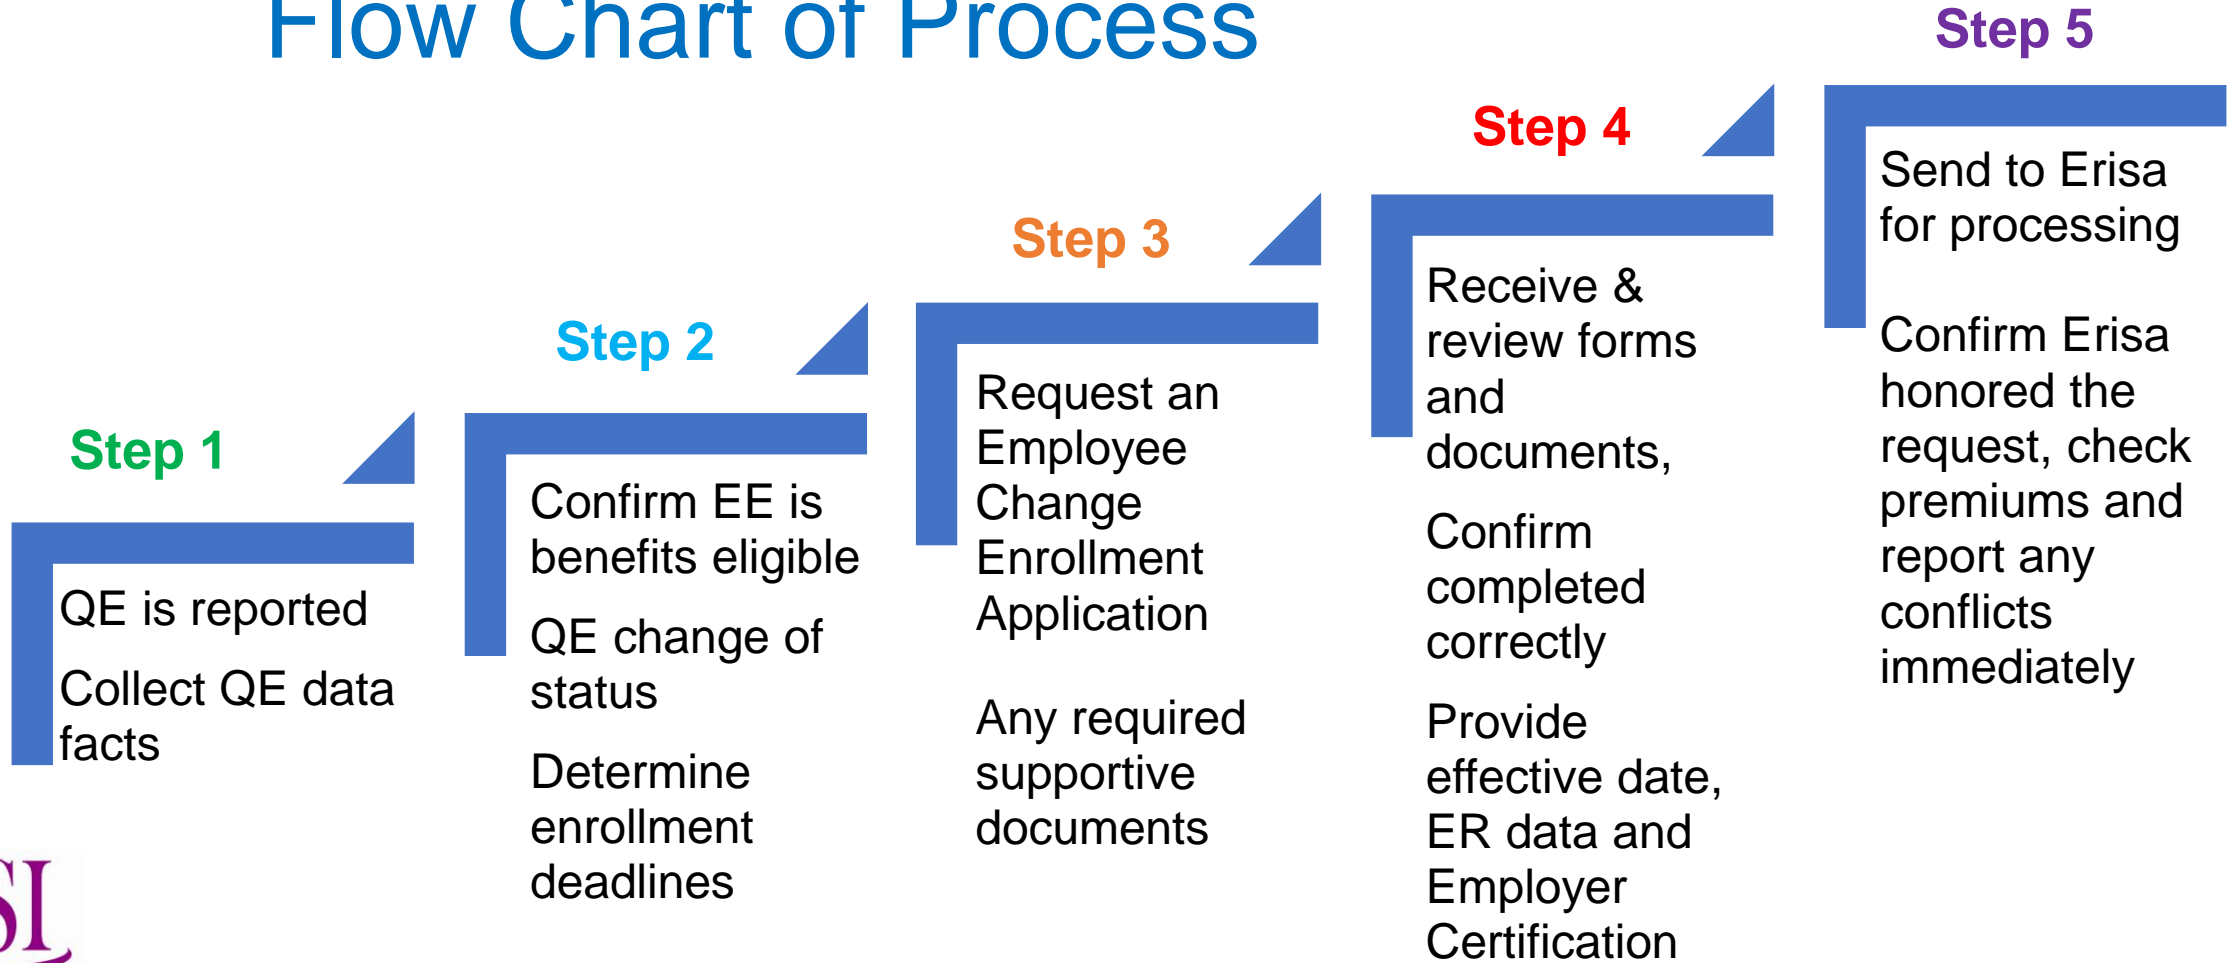 Flow Chart of Process
Step 1
QE is reported
Collect QE data
facts
Step 2
Confirm EE is
benefits eligible
QE change of
status
Determine
enrollment
deadlines
Step 3
Request an
Employee
Change
Enrollment
Application
Any required
supportive
documents
Step 4
Receive &
review forms
and
documents,
Confirm
completed
correctly
Provide
effective date,
ER data and
Employer
Certification
Step 5
Send to Erisa
for processing
Confirm Erisa
honored the
request, check
premiums and
report any
conflicts
immediately
SI